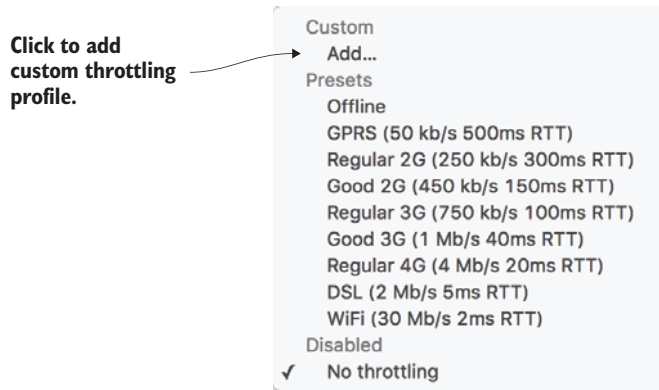 Click to add
custom throttling
profile.
Custom
Add...
Presets
Offline
GPRS (50 kb/s 500ms RTT)
Regular 2G (250 kb/s 300ms RTT)
Good 2G (450 kb/s 150ms RTT)
Regular 3G (750 kb/s 100ms RTT)
Good 3G (1 Mb/s 40ms RTT)
Regular 4G (4 Mb/s 20ms RTT)
DSL (2 Mb/s 5ms RTT)
WiFi (30 Mb/s 2ms RTT)
Disabled
✓ No throttling